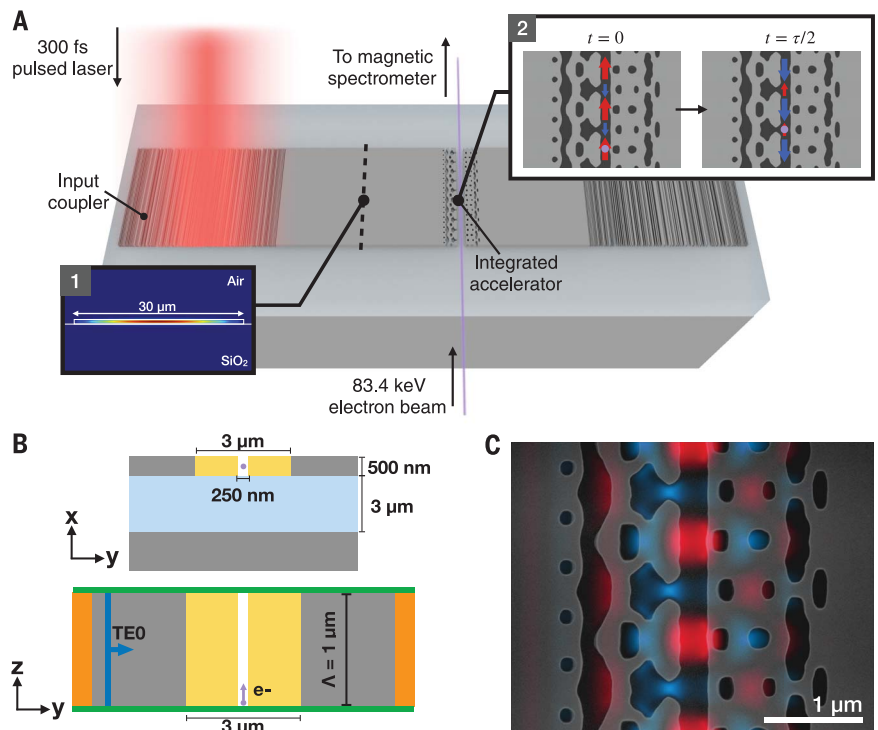 A
300 fs
pulsed laser
To magnetic
spectrometer
2
t = 0
t = τ/2
Input
coupler
Integrated
accelerator
1
Air
30 µm
SiO₂
83.4 keV
electron beam
B
3 µm
500 nm
250 nm
3 µm
x
y
TE0
Λ = 1 µm
e-
z
y
3 µm
C
1 µm